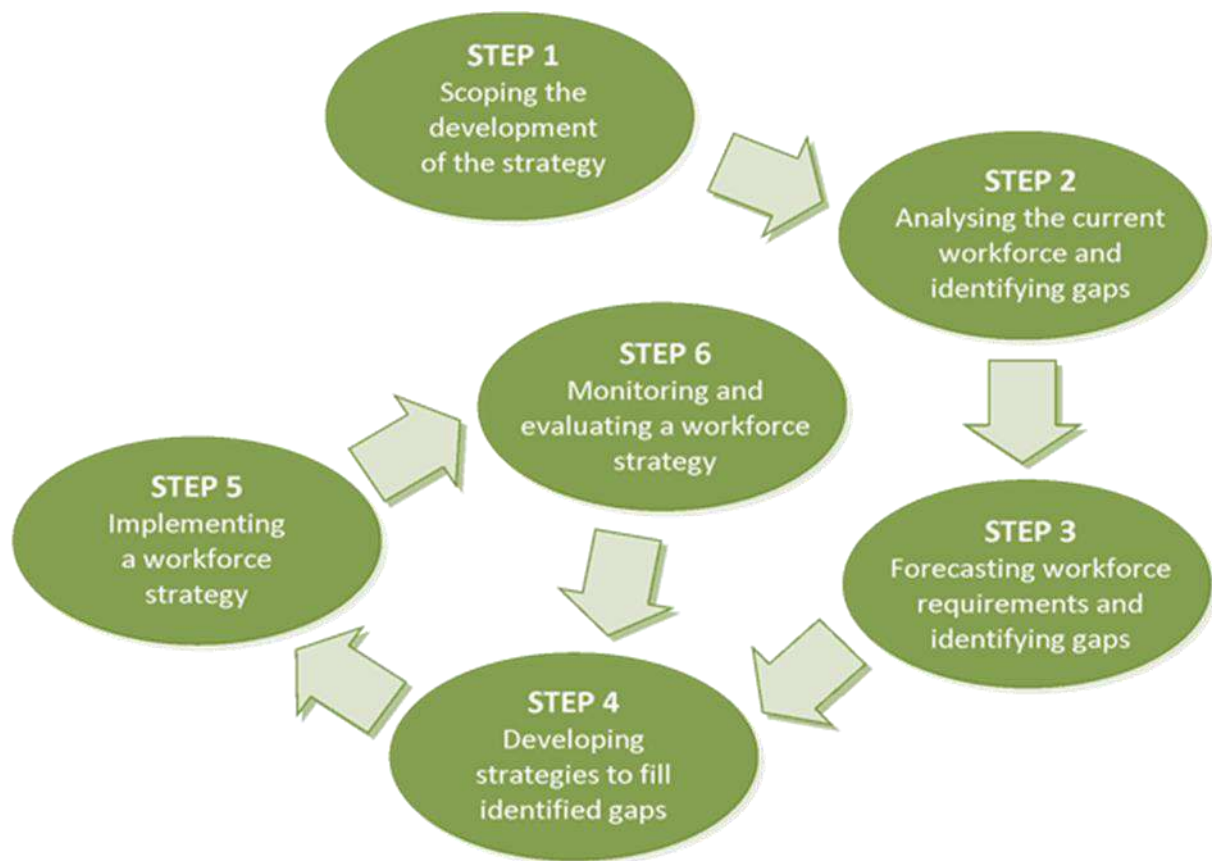 STEP 1
Scoping the
development
of the strategy
STEP 2
Analysing the current
workforce and
identifying gaps
STEP 3
Forecasting workforce
requirements and
identifying gaps
STEP 4
Developing
strategies to fill
identified gaps
STEP 5
Implementing
a workforce
strategy
STEP 6
Monitoring and
evaluating a workforce
strategy